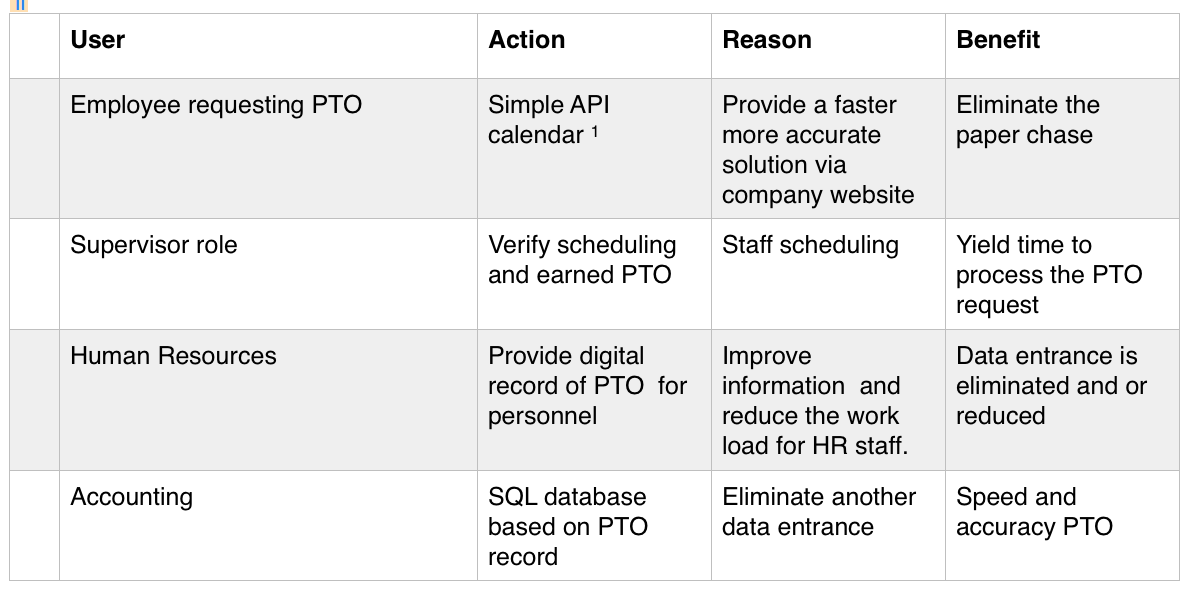 User Action Reason Benefit
Employee requesting PTO
Simple API
calendar ¹
Provide a faster
more accurate
solution via
company website
Eliminate the
paper chase
Supervisor role
Verify scheduling
and earned PTO
Staff scheduling
Yield time to
process the PTO
request
Human Resources
Provide digital
record of PTO  for
personnel
Improve
information  and
reduce the work
load for HR staff.
Data entrance is
eliminated and or
reduced
Accounting
SQL database
based on PTO
record
Eliminate another
data entrance
Speed and
accuracy PTO